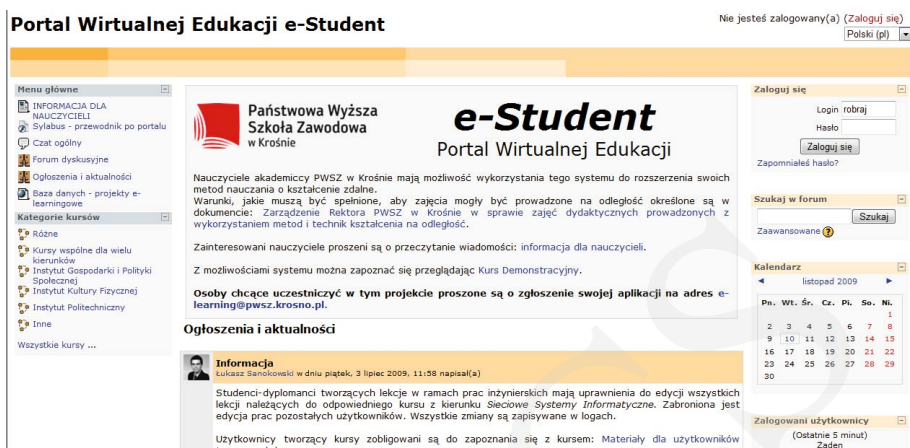 Portal Wirtualnej Edukacji e-Student
Nie jesteś zalogowany(a) (Zaloguj się)
Polski (pl)
Menu główne
INFORMACJA DLA
NAUCZYCIELI
Sylabus - przewodnik po portalu
Czat ogólny
Forum dyskusyjne
Ogłoszenia i aktualności
Baza danych - projekty e-
learningowe
Kategorie kursów
Różne
Kursy wspólne dla wielu
kierunków
Instytut Gospodarki i Polityki
Społecznej
Instytut Kultury Fizycznej
Instytut Politechniczny
Inne
Wszystkie kursy ...
Państwowa Wyższa
Szkoła Zawodowa
w Krośnie
e-Student
Portal Wirtualnej Edukacji
Nauczyciele akademiccy PWSZ w Krośnie mają możliwość wykorzystania tego systemu do rozszerzenia swoich
metod nauczania o kształcenie zdalne.
Warunki, jakie muszą być spełnione, aby zajęcia mogły być prowadzone na odległość określone są w
dokumencie: Zarządzenie Rektora PWSZ w Krośnie w sprawie zajęć dydaktycznych prowadzonych z
wykorzystaniem metod i technik kształcenia na odległość.
Zainteresowani nauczyciele proszeni są o przeczytanie wiadomości: informacja dla nauczycieli.
Z możliwościami systemu można zapoznać się przeglądając Kurs Demonstracyjny.
Osoby chcące uczestniczyć w tym projekcie proszone są o zgłoszenie swojej aplikacji na adres e-
learning@pwsz.krosno.pl.
Ogłoszenia i aktualności
Informacja
Łukasz Sanokowski w dniu piątek, 3 lipiec 2009, 11:58 napisał(a)
Studenci-dyplomanci tworzących lekcje w ramach prac inżynierskich mają uprawnienia do edycji wszystkich
lekcji należących do odpowiedniego kursu z kierunku Sieciowe Systemy Informatyczne. Zabroniona jest
edycja prac pozostałych użytkowników. Wszystkie zmiany są zapisywane w logach.
Użytkownicy tworzący kursy zobligowani są do zapoznania się z kursem: Materiały dla użytkowników
Zaloguj się
Login robraj
Hasło
Zaloguj się
Zapomniałeś hasło?
Szukaj w forum
Szukaj
Zaawansowane
Kalendarz
listopad 2009
Pn. Wt. Śr. Cz. Pi. So. Ni.
1
2 3 4 5 6 7 8
9 10 11 12 13 14 15
16 17 18 19 20 21 22
23 24 25 26 27 28 29
30
Zalogowani użytkownicy
(Ostatnie 5 minut)
Żaden